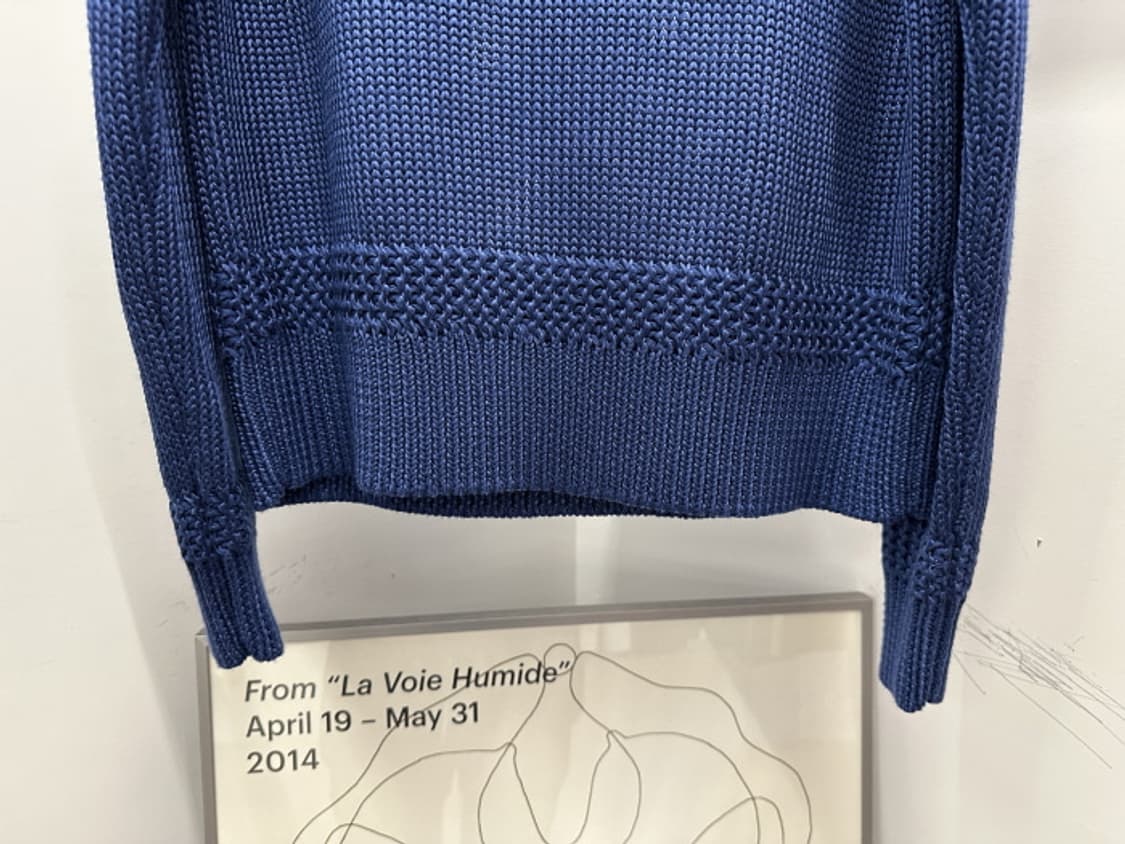 From “La Voie Humide”
April 19 – May 31
2014